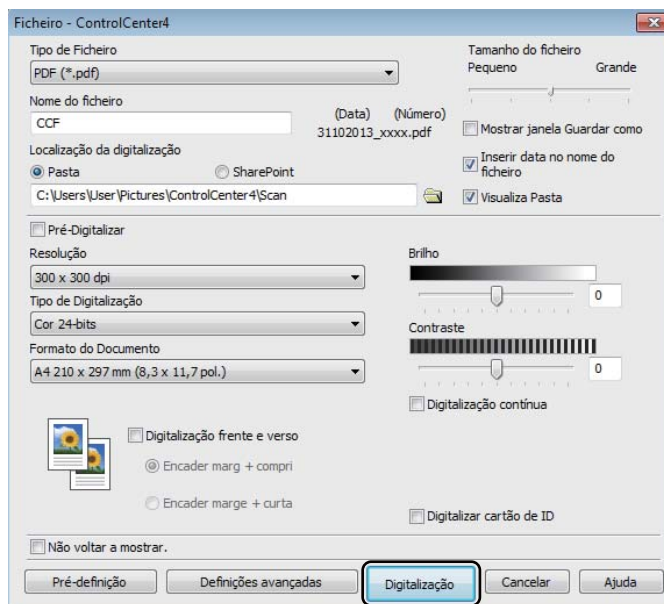 Ficheiro - ControlCenter4
Tipo de Ficheiro
PDF (*.pdf)
Nome do ficheiro
CCF
(Data) (Número)
31102013_xxxx.pdf
Localização da digitalização
Pasta
SharePoint
C:\Users\User\Pictures\ControlCenter4\Scan
Tamanho do ficheiro
Pequeno Grande
Mostrar janela Guardar como
Inserir data no nome do
ficheiro
Visualiza Pasta
Pré-Digitalizar
Resolução
300 x 300 dpi
Tipo de Digitalização
Cor 24-bits
Formato do Documento
A4 210 x 297 mm (8,3 x 11,7 pol.)
Brilho
0
Contraste
0
Digitalização contínua
Digitalização frente e verso
Encader marg + compri
Encader marge + curta
Digitalizar cartão de ID
Não voltar a mostrar.
Pré-definição
Definições avançadas
Digitalização
Cancelar
Ajuda